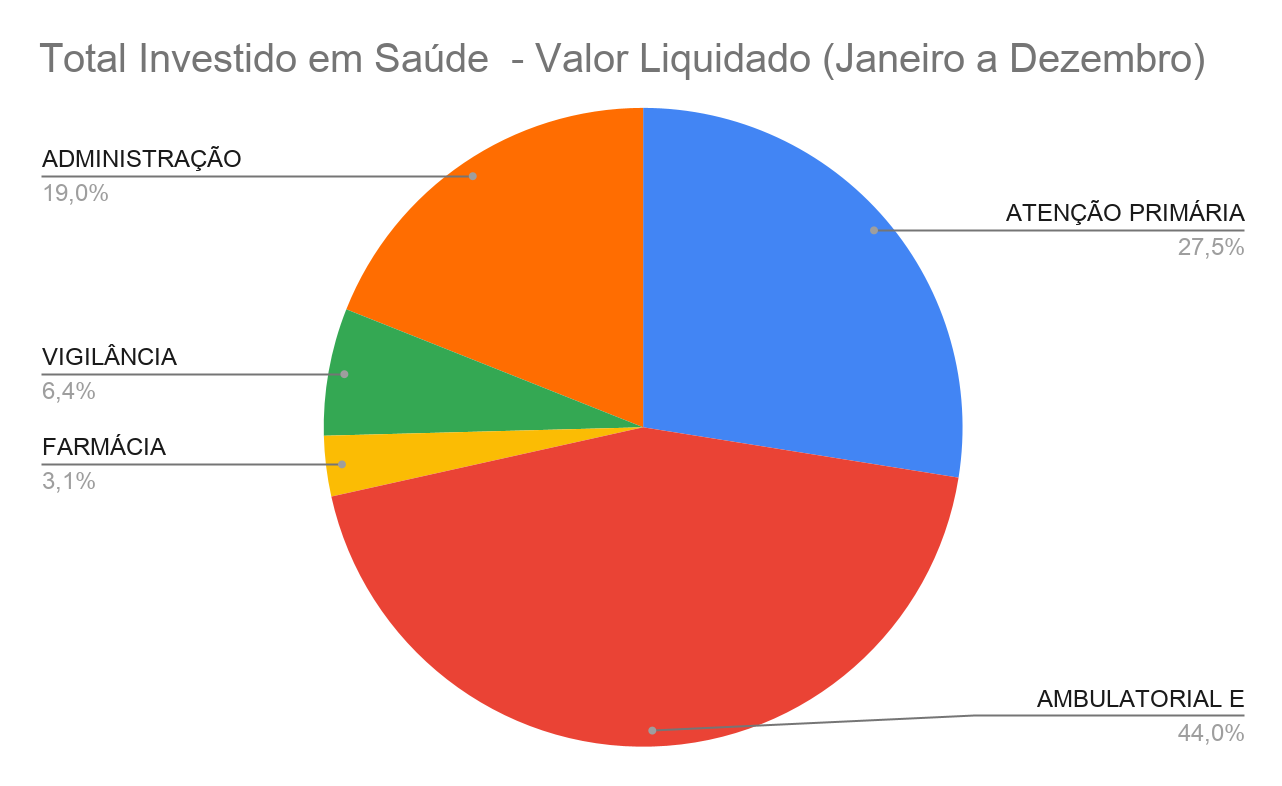 Total Investido em Saúde - Valor Liquidado (Janeiro a Dezembro)
ADMINISTRAÇÃO
19,0%
ATENÇÃO PRIMÁRIA
27,5%
VIGILÂNCIA
6,4%
FARMÁCIA
3,1%
AMBULATORIAL E
44,0%